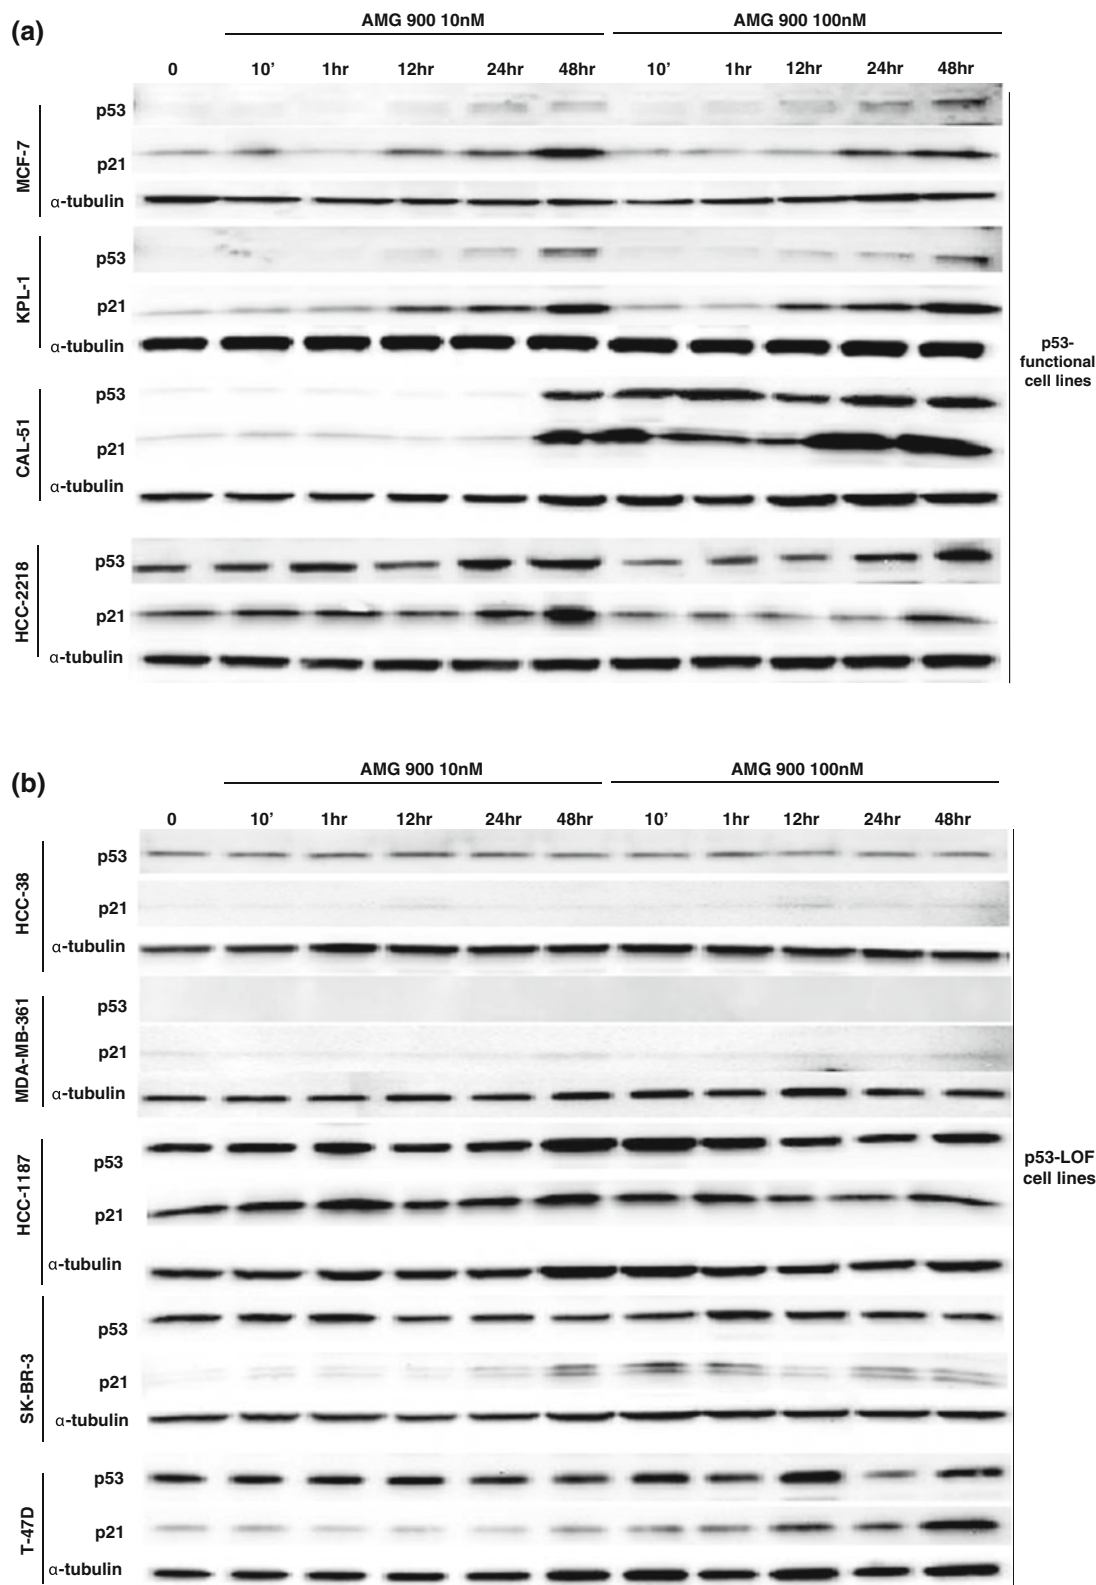 (a)
AMG 900 10nM AMG 900 100nM
0 10’ 1hr 12hr 24hr 48hr 10’ 1hr 12hr 24hr 48hr
MCF-7
p53
p21
α-tubulin
KPL-1
p53
p21
α-tubulin
CAL-51
p53
p21
α-tubulin
HCC-2218
p53
p21
α-tubulin
p53-
functional
cell lines
(b)
AMG 900 10nM AMG 900 100nM
0 10’ 1hr 12hr 24hr 48hr 10’ 1hr 12hr 24hr 48hr
HCC-38
p53
p21
α-tubulin
MDA-MB-361
p53
p21
α-tubulin
HCC-1187
p53
p21
α-tubulin
SK-BR-3
p53
p21
α-tubulin
T-47D
p53
p21
α-tubulin
p53-LOF
cell lines